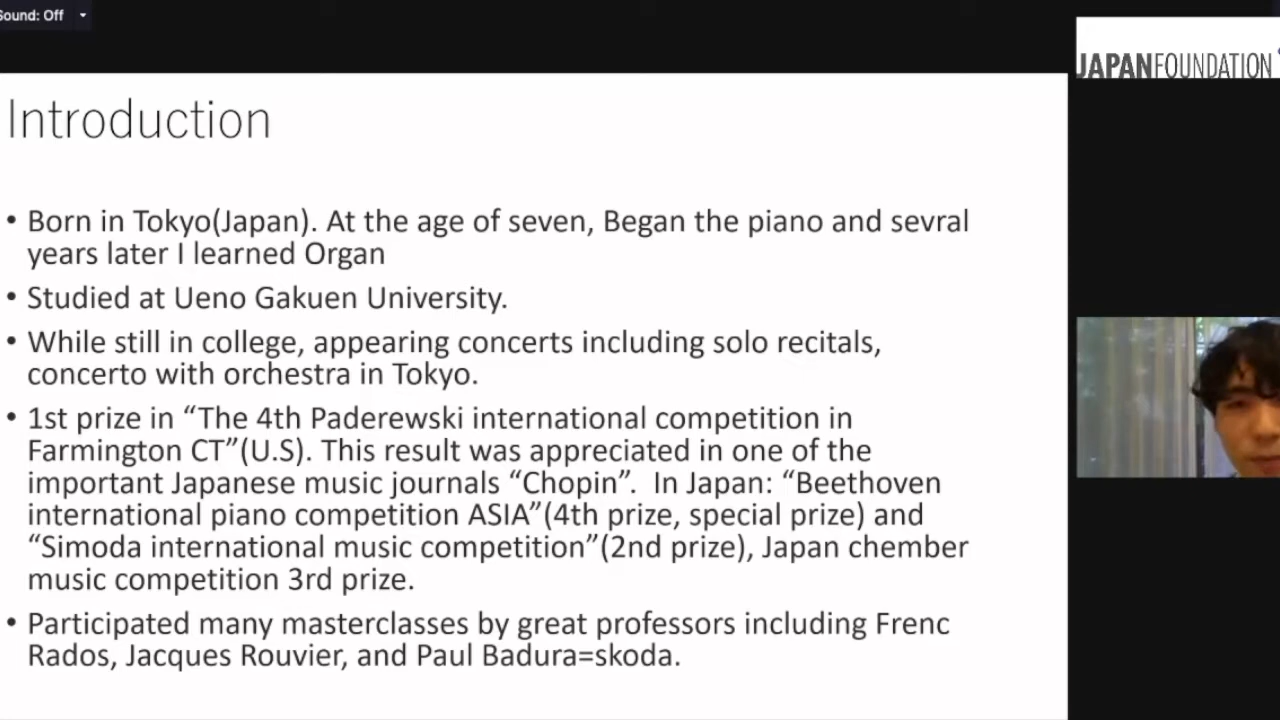 Sound: Off
JAPANFOUNDATION
Introduction
• Born in Tokyo(Japan). At the age of seven, Began the piano and sevral
years later I learned Organ
• Studied at Ueno Gakuen University.
• While still in college, appearing concerts including solo recitals,
concerto with orchestra in Tokyo.
• 1st prize in “The 4th Paderewski international competition in
Farmington CT”(U.S). This result was appreciated in one of the
important Japanese music journals “Chopin”.  In Japan: “Beethoven
international piano competition ASIA”(4th prize, special prize) and
“Simoda international music competition”(2nd prize), Japan chember
music competition 3rd prize.
• Participated many masterclasses by great professors including Frenc
Rados, Jacques Rouvier, and Paul Badura=skoda.